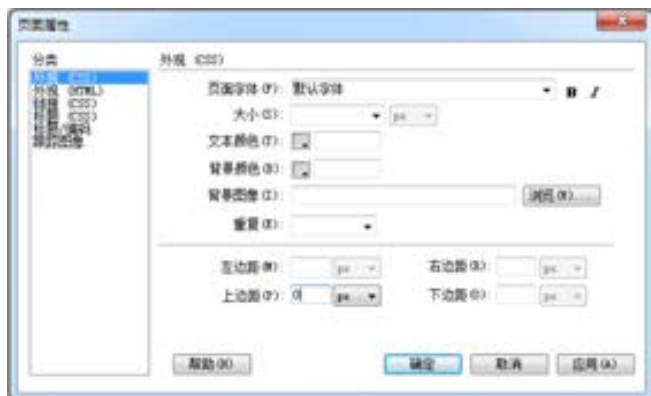 页面属性
分类
外观 (CSS)
外观 (HTML)
链接 (CSS)
标题 (CSS)
标题/编码
跟踪图像
外观 (CSS)
页面字体(F): 默认字体 B I
大小(S): px
文本颜色(T):
背景颜色(B):
背景图像(I): 浏览(W)...
重复(E):
左边距(M): px 右边距(R): px
上边距(P): 0 px 下边距(O): px
帮助(H) 确定 取消 应用(A)